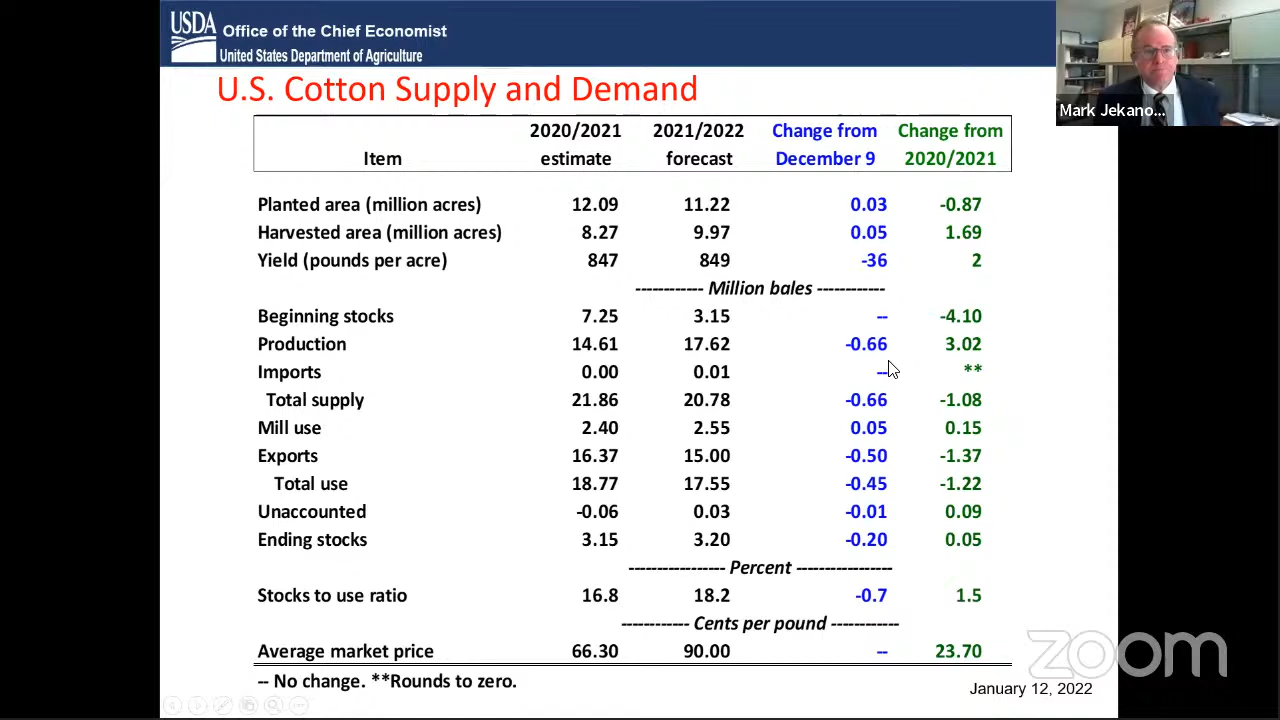 USDA
Office of the Chief Economist
United States Department of Agriculture
Mark Jekano...
U.S. Cotton Supply and Demand
Item 2020/2021 estimate 2021/2022 forecast Change from December 9 Change from 2020/2021
Planted area (million acres) 12.09 11.22 0.03 -0.87
Harvested area (million acres) 8.27 9.97 0.05 1.69
Yield (pounds per acre) 847 849 -36 2
------------ Million bales ------------
Beginning stocks 7.25 3.15 -- -4.10
Production 14.61 17.62 -0.66 3.02
Imports 0.00 0.01 -- **
Total supply 21.86 20.78 -0.66 -1.08
Mill use 2.40 2.55 0.05 0.15
Exports 16.37 15.00 -0.50 -1.37
Total use 18.77 17.55 -0.45 -1.22
Unaccounted -0.06 0.03 -0.01 0.09
Ending stocks 3.15 3.20 -0.20 0.05
----------------- Percent -----------------
Stocks to use ratio 16.8 18.2 -0.7 1.5
------------ Cents per pound ------------
Average market price 66.30 90.00 -- 23.70
-- No change. **Rounds to zero.
zoom
January 12, 2022